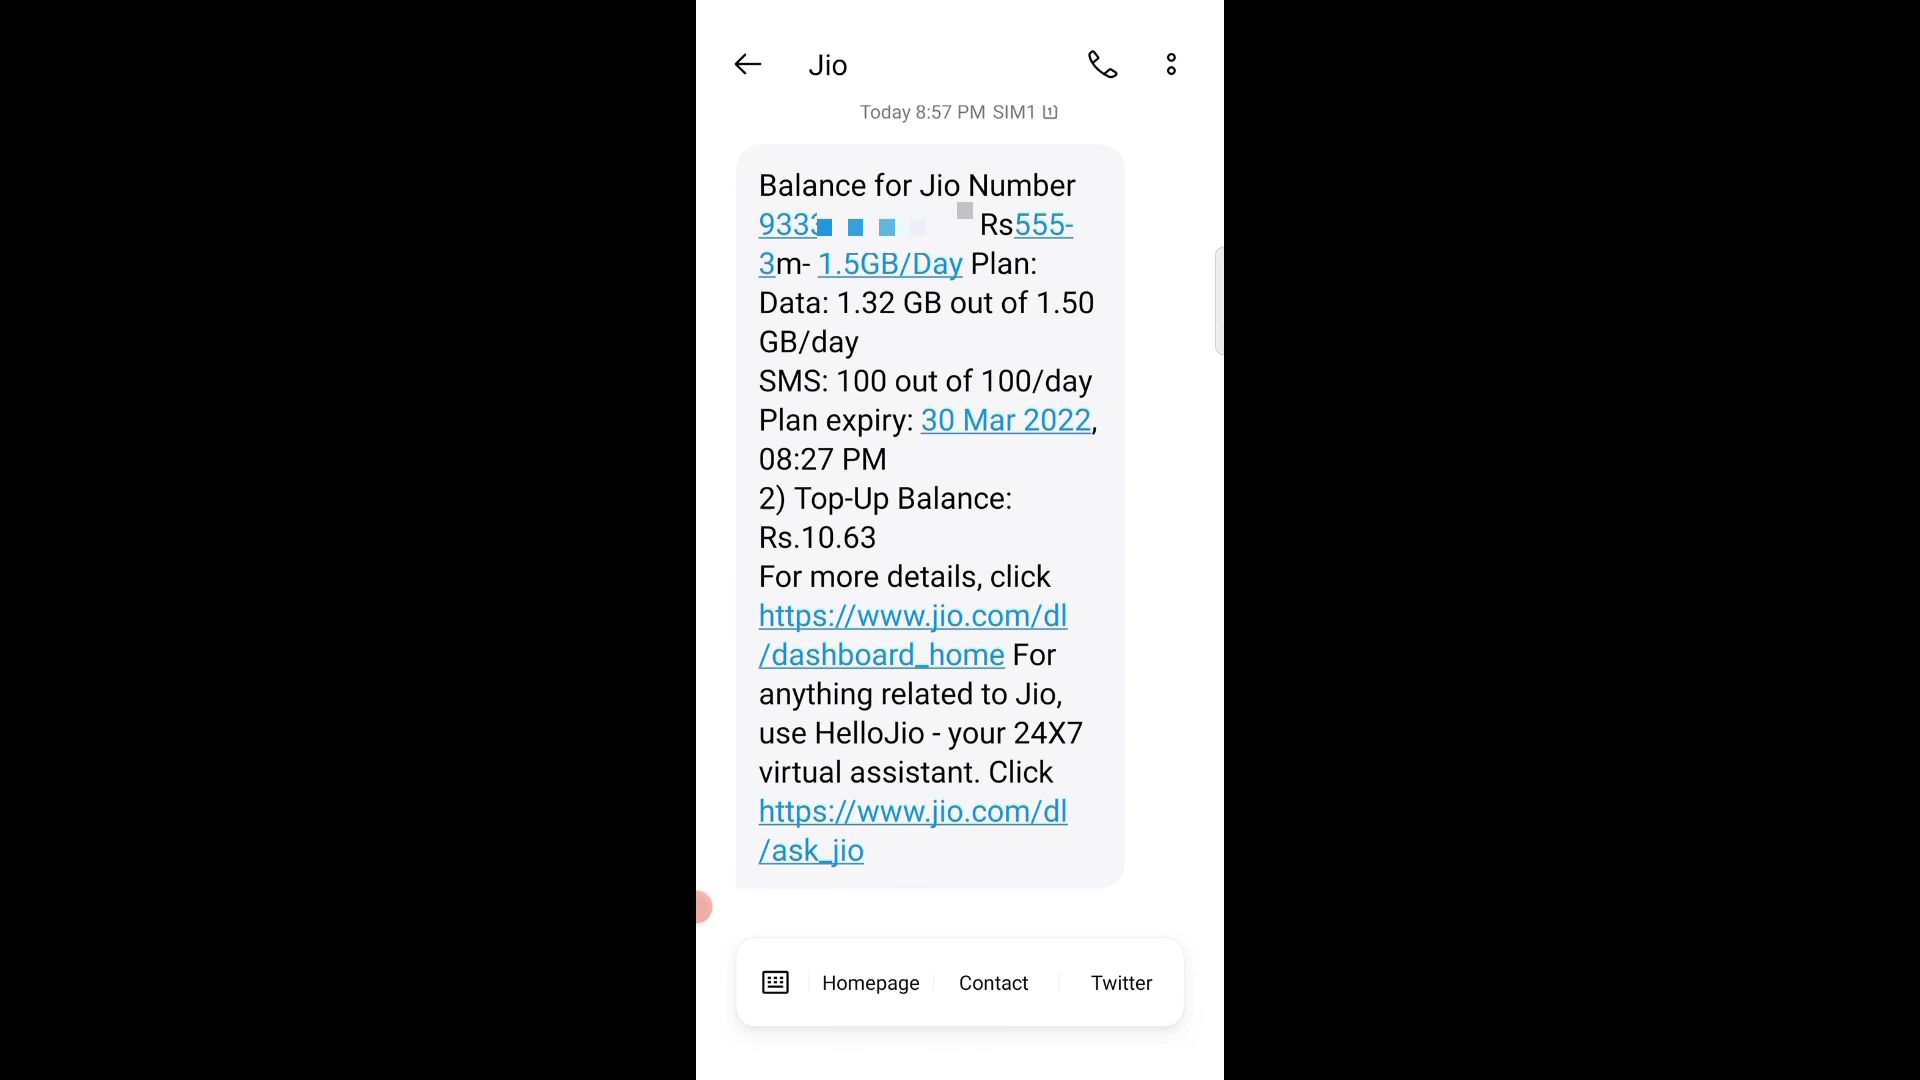 Jio
Today 8:57 PM SIM1
Balance for Jio Number
9333 Rs555-
3m- 1.5GB/Day Plan:
Data: 1.32 GB out of 1.50
GB/day
SMS: 100 out of 100/day
Plan expiry: 30 Mar 2022,
08:27 PM
2) Top-Up Balance:
Rs.10.63
For more details, click
https://www.jio.com/dl
/dashboard_home For
anything related to Jio,
use HelloJio - your 24X7
virtual assistant. Click
https://www.jio.com/dl
/ask_jio
Homepage Contact Twitter